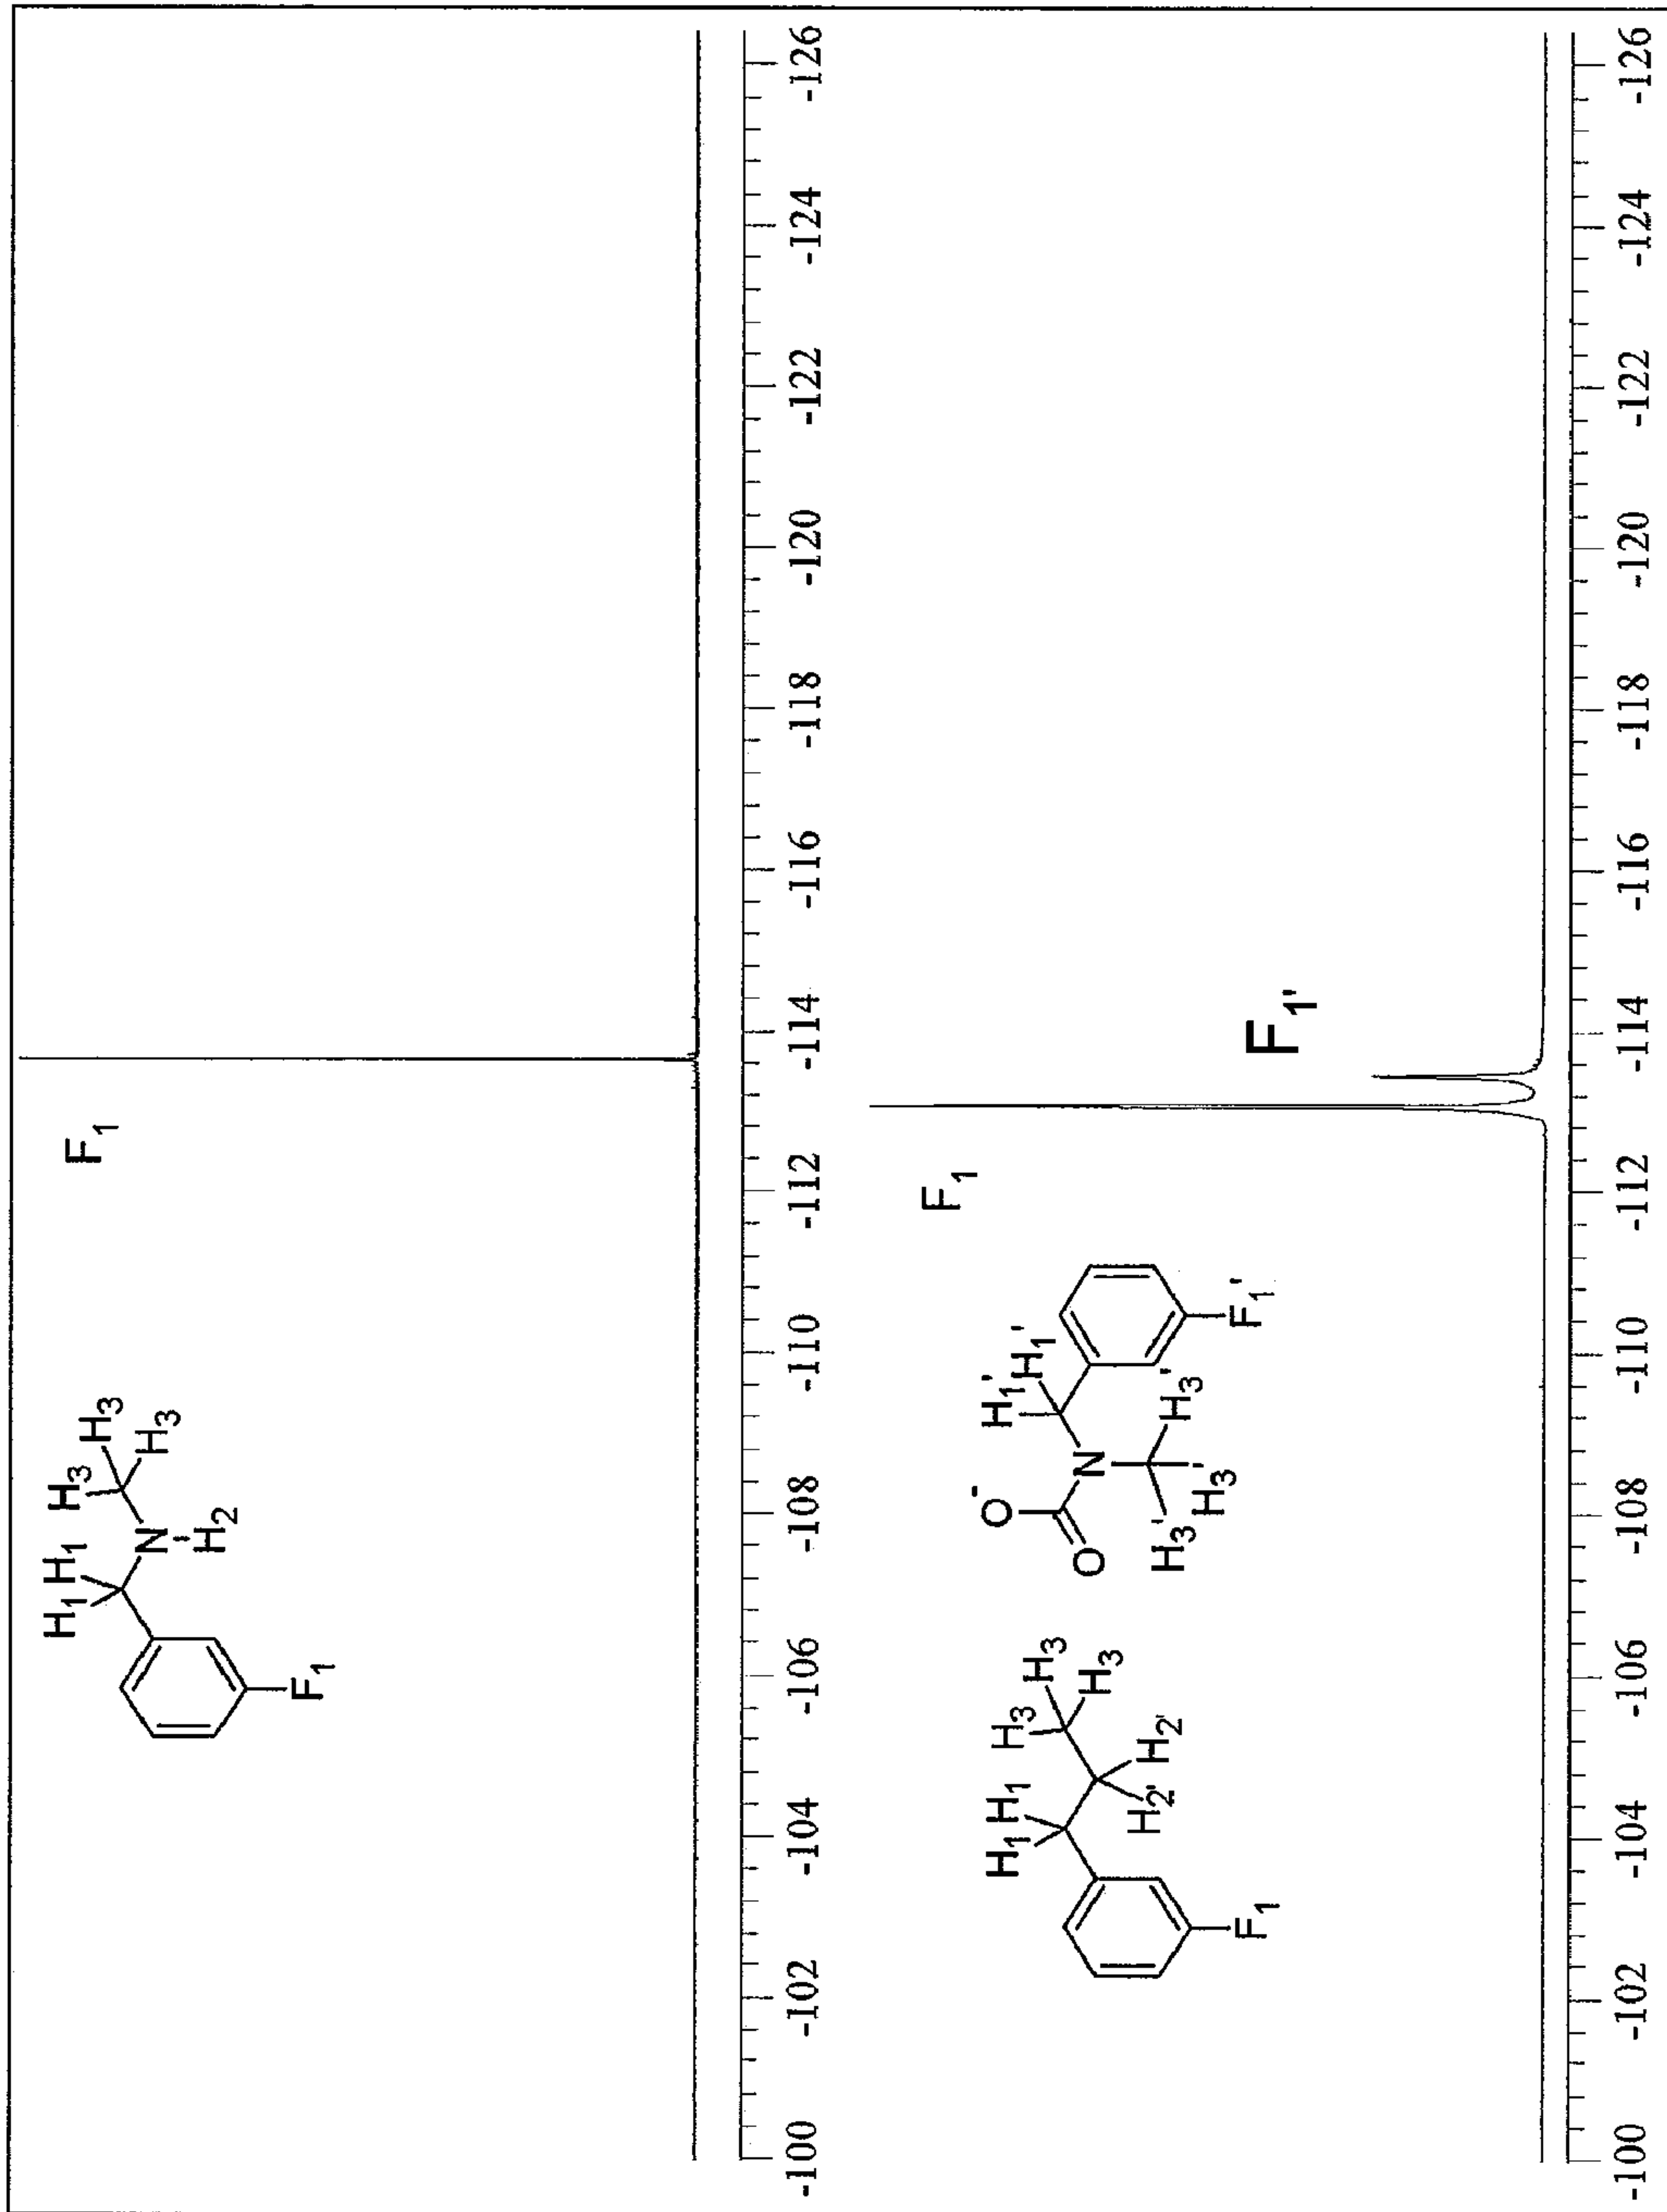 H₁ H₁ H₃ H₃ F₁
N H₃
H₂
F₁
-100 -102 -104 -106 -108 -110 -112 -114 -116 -118 -120 -122 -124 -126
F₁
H₁ H₁ H₃ H₃ O⁻ H₁' H₁'
H₃ N
H₂' H₂' O H₃'
H₃' H₃'
F₁ F₁' F₁'
-100 -102 -104 -106 -108 -110 -112 -114 -116 -118 -120 -122 -124 -126